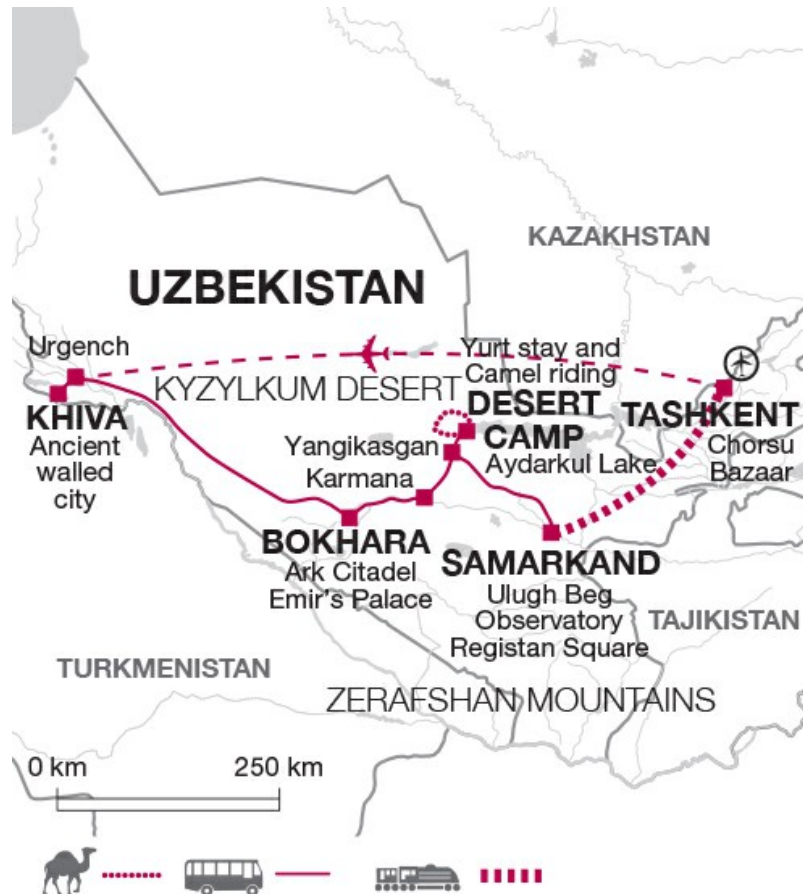 KAZAKHSTAN
UZBEKISTAN
Urgench
Yurt stay and
Camel riding
KYZYLKUM DESERT
KHIVA
Ancient
walled
city
DESERT
CAMP
Aydarkul Lake
TASHKENT
Chorsu
Bazaar
Yangikasgan
Karmana
BOKHARA
Ark Citadel
Emir's Palace
SAMARKAND
Ulugh Beg
Observatory
Registan Square
TAJIKISTAN
TURKMENISTAN
ZERAFSHAN MOUNTAINS
0 km 250 km